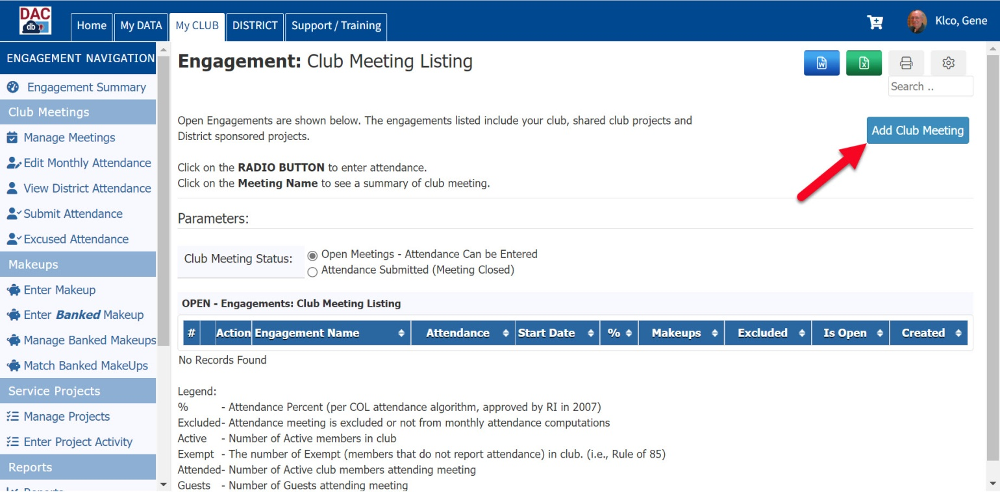 DAC
db
Home
My DATA
My CLUB
DISTRICT
Support / Training
Klco, Gene
ENGAGEMENT NAVIGATION
Engagement Summary
Club Meetings
Manage Meetings
Edit Monthly Attendance
View District Attendance
Submit Attendance
Excused Attendance
Makeups
Enter Makeup
Enter Banked Makeup
Manage Banked Makeups
Match Banked MakeUps
Service Projects
Manage Projects
Enter Project Activity
Reports
Reports
Engagement: Club Meeting Listing
W
X
Search ..
Open Engagements are shown below. The engagements listed include your club, shared club projects and
District sponsored projects.
Add Club Meeting
Click on the RADIO BUTTON to enter attendance.
Click on the Meeting Name to see a summary of club meeting.
Parameters:
Club Meeting Status:
Open Meetings - Attendance Can be Entered
Attendance Submitted (Meeting Closed)
OPEN - Engagements: Club Meeting Listing
# Action Engagement Name Attendance Start Date % Makeups Excluded Is Open Created
No Records Found
Legend:
% - Attendance Percent (per COL attendance algorithm, approved by RI in 2007)
Excluded- Attendance meeting is excluded or not from monthly attendance computations
Active - Number of Active members in club
Exempt - The number of Exempt (members that do not report attendance) in club. (i.e., Rule of 85)
Attended- Number of Active club members attending meeting
Guests - Number of Guests attending meeting